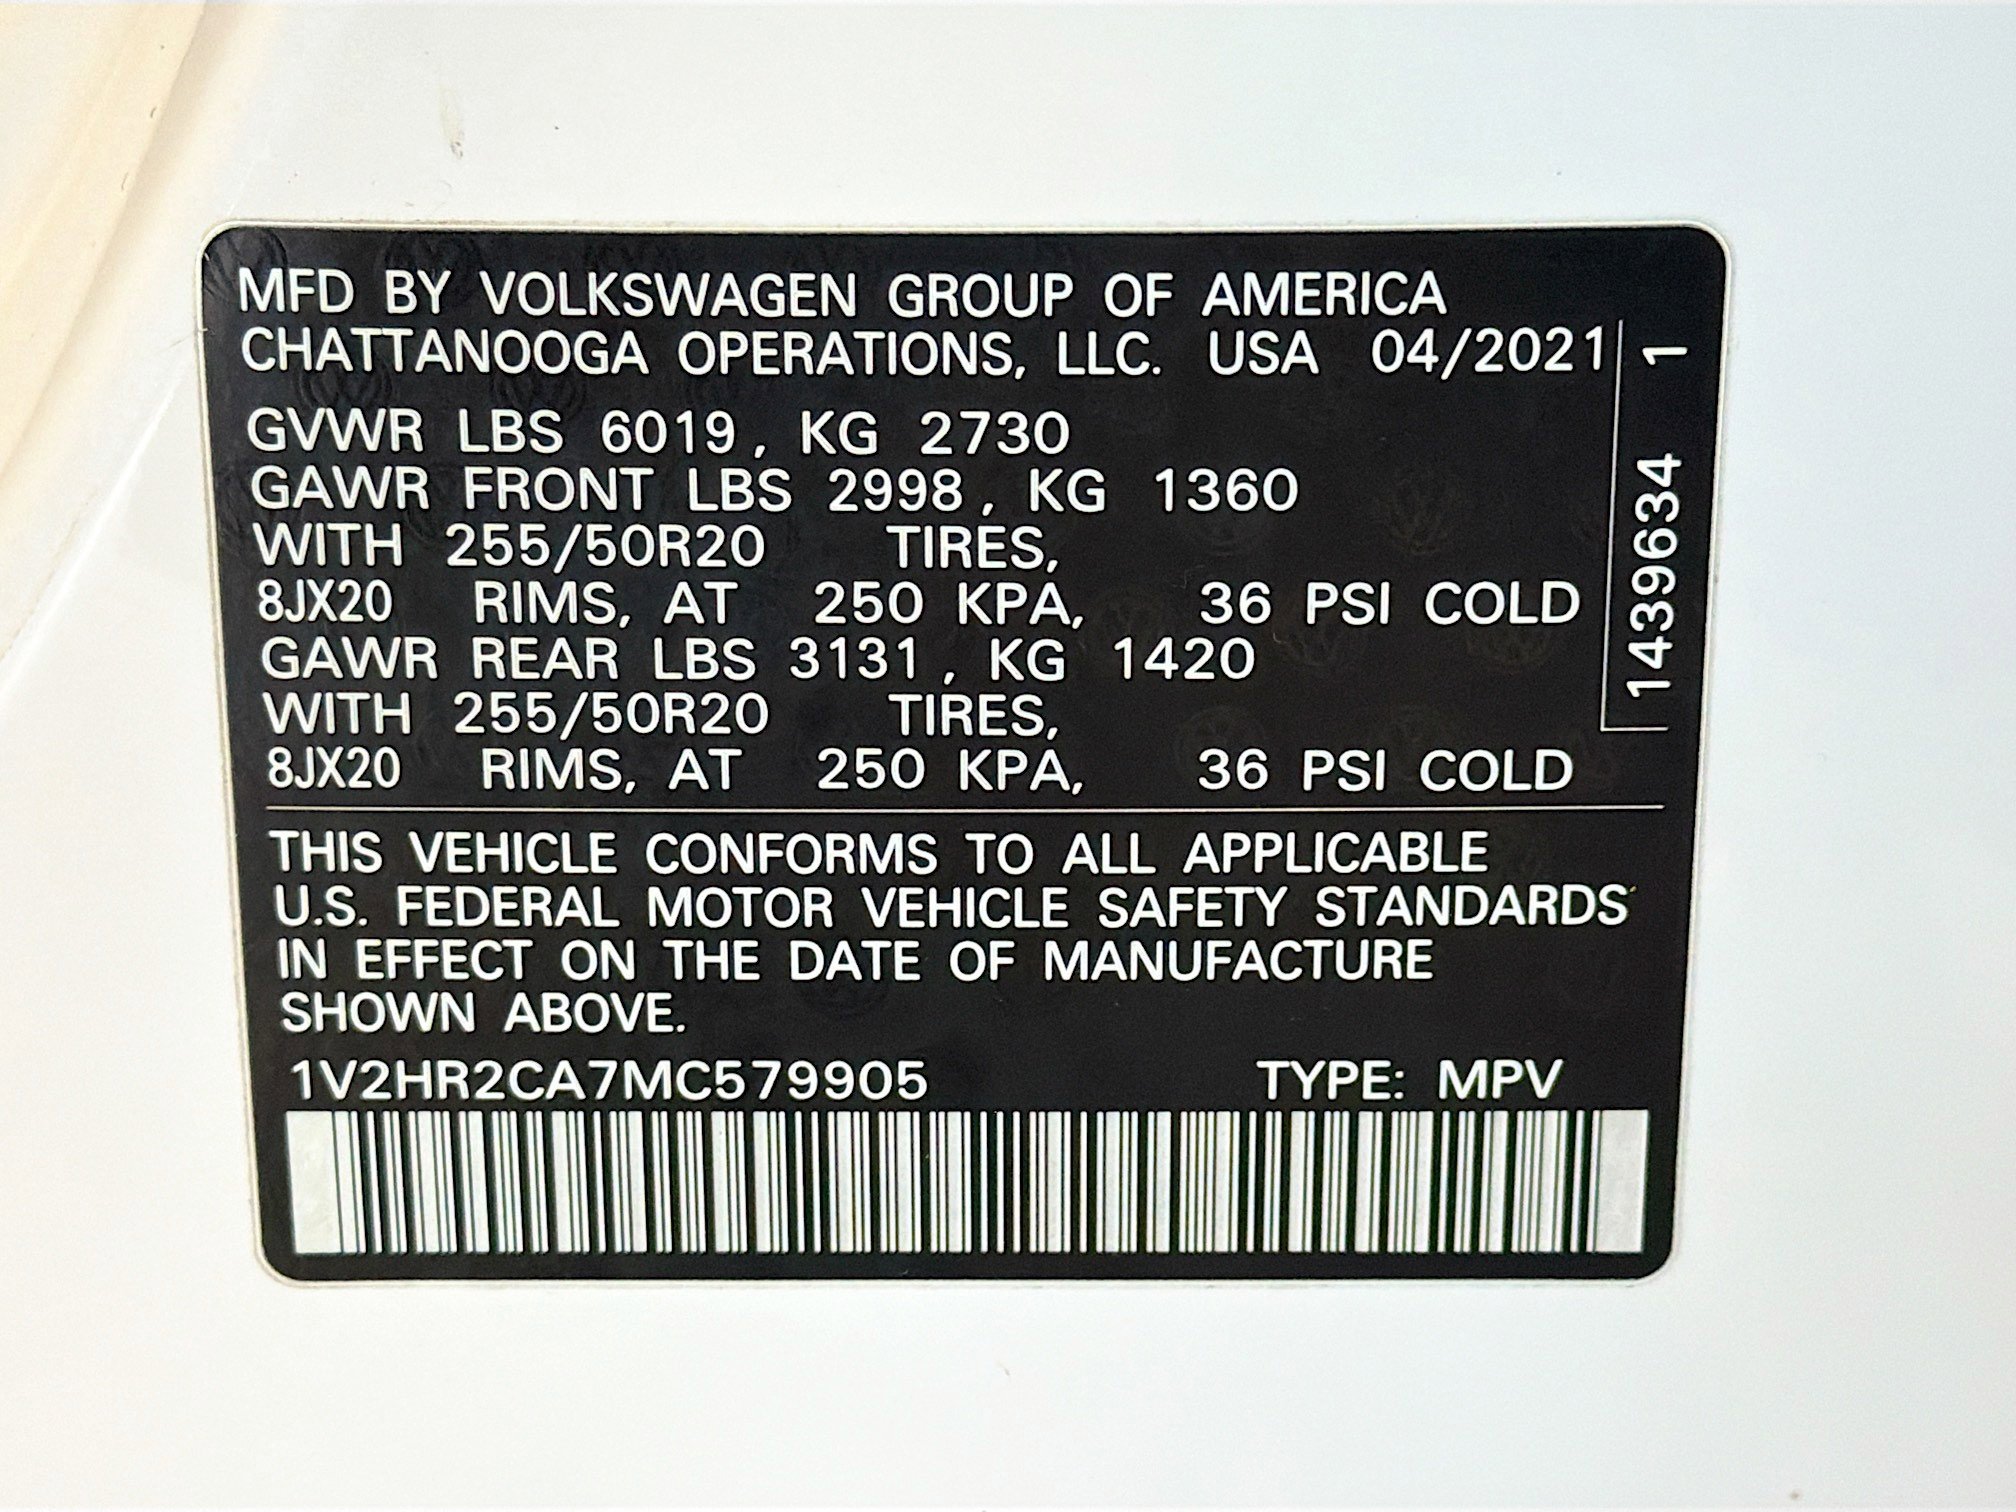 MFD BY VOLKSWAGEN GROUP OF AMERICA
CHATTANOOGA OPERATIONS, LLC. USA 04/2021
GVWR LBS 6019, KG 2730
GAWR FRONT LBS 2998, KG 1360
WITH 255/50R20 TIRES,
8JX20 RIMS, AT 250 KPA, 36 PSI COLD
GAWR REAR LBS 3131, KG 1420
WITH 255/50R20 TIRES,
8JX20 RIMS, AT 250 KPA, 36 PSI COLD
1439634 1
THIS VEHICLE CONFORMS TO ALL APPLICABLE
U.S. FEDERAL MOTOR VEHICLE SAFETY STANDARDS
IN EFFECT ON THE DATE OF MANUFACTURE
SHOWN ABOVE.
1V2HR2CA7MC579905 TYPE: MPV